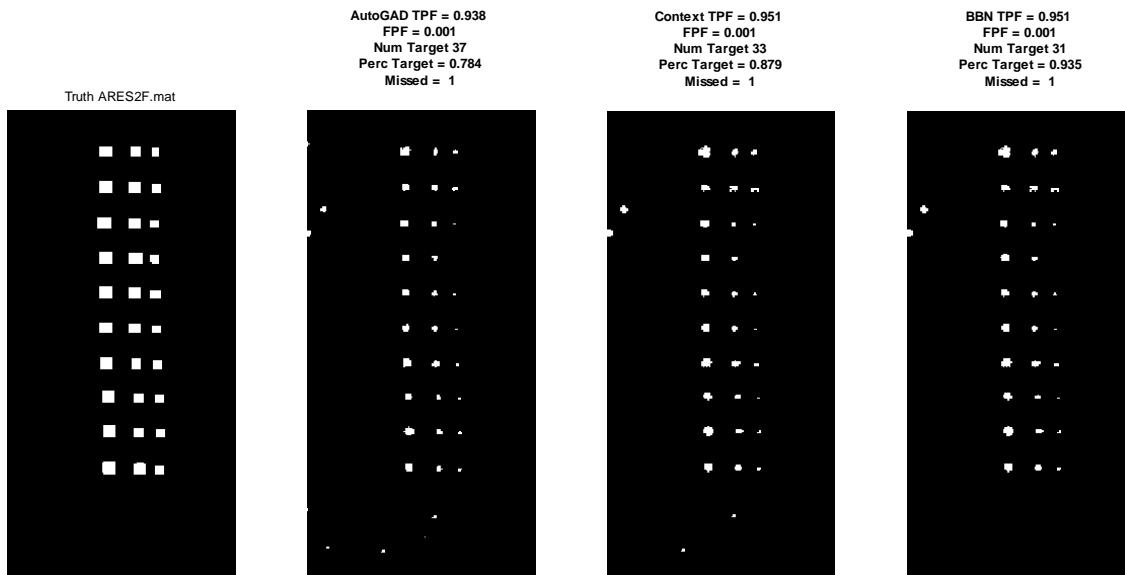 Truth ARES2F.mat
AutoGAD TPF = 0.938
FPF = 0.001
Num Target 37
Perc Target = 0.784
Missed = 1
Context TPF = 0.951
FPF = 0.001
Num Target 33
Perc Target = 0.879
Missed = 1
BBN TPF = 0.951
FPF = 0.001
Num Target 31
Perc Target = 0.935
Missed = 1